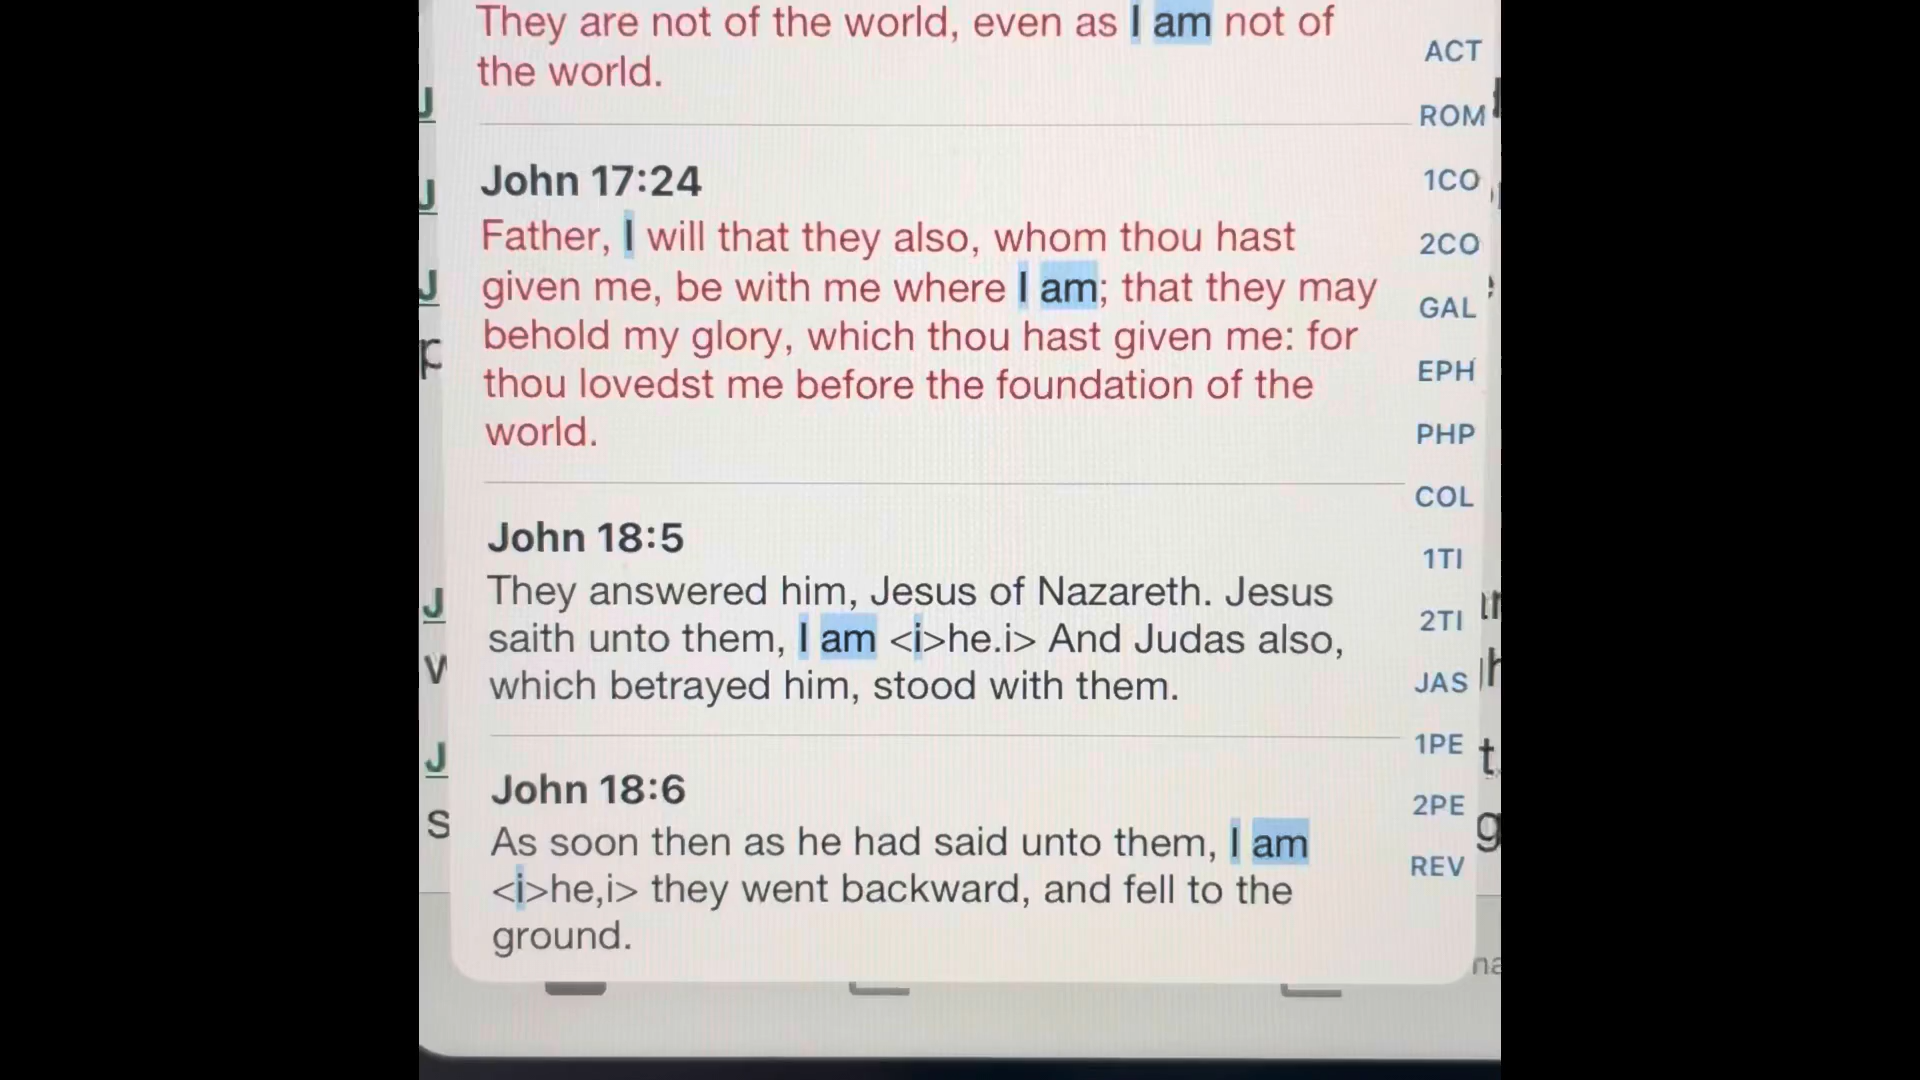 They are not of the world, even as I am not of
the world.
John 17:24
Father, I will that they also, whom thou hast
given me, be with me where I am; that they may
behold my glory, which thou hast given me: for
thou lovedst me before the foundation of the
world.
John 18:5
They answered him, Jesus of Nazareth. Jesus
saith unto them, I am <i>he.i> And Judas also,
which betrayed him, stood with them.
John 18:6
As soon then as he had said unto them, I am
<i>he,i> they went backward, and fell to the
ground.
ACT
ROM
1CO
2CO
GAL
EPH
PHP
COL
1TI
2TI
JAS
1PE
2PE
REV